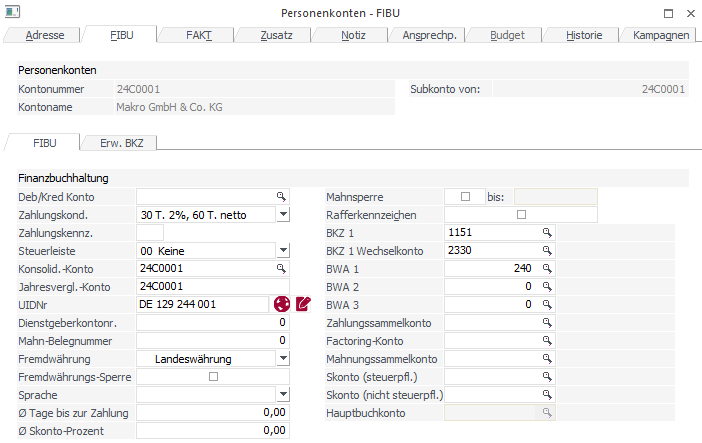 Personenkonten - FIBU
Adresse FIBU FAKT Zusatz Notiz Ansprechp. Budget Historie Kampagnen
Personenkonten
Kontonummer 24C0001 Subkonto von: 24C0001
Kontoname Makro GmbH & Co. KG
FIBU Erw. BKZ
Finanzbuchhaltung
Deb/Kred Konto Mahnsperre bis:
Zahlungskond. 30 T. 2%, 60 T. netto Rafferkennzeichen
Zahlungskennz. BKZ 1 1151
Steuerleiste 00 Keine BKZ 1 Wechselkonto 2330
Konsolid.-Konto 24C0001 BWA 1 240
Jahresvergl.-Konto 24C0001 BWA 2 0
UIDNr DE 129 244 001 BWA 3 0
Dienstgeberkontonr. 0 Zahlungssammelkonto
Mahn-Belegnummer 0 Factoring-Konto
Fremdwährung Landeswährung Mahnungssammelkonto
Fremdwährungs-Sperre Skonto (steuerpfl.)
Sprache Skonto (nicht steuerpfl.)
Ø Tage bis zur Zahlung 0,00 Hauptbuchkonto
Ø Skonto-Prozent 0,00